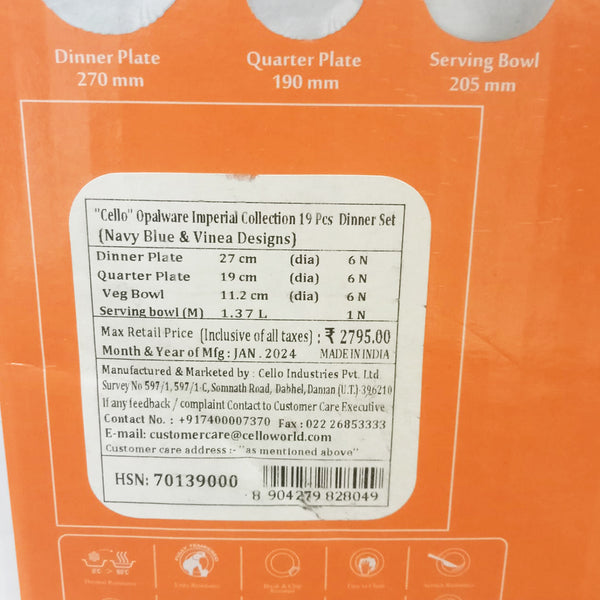 Dinner Plate
270 mm
Quarter Plate
190 mm
Serving Bowl
205 mm
"Cello" Opalware Imperial Collection 19 Pcs Dinner Set
{Navy Blue & Vinea Designs}
Dinner Plate 27 cm (dia) 6 N
Quarter Plate 19 cm (dia) 6 N
Veg Bowl 11.2 cm (dia) 6 N
Serving bowl (M) 1.37 L 1 N
Max Retail Price (Inclusive of all taxes) : ₹ 2795.00
Month & Year of Mfg : JAN . 2024 MADE IN INDIA
Manufactured & Marketed by : Cello Industries Pvt. Ltd
Survey No 597/1, 597/1-C, Somnath Road, Dabhel, Daman (U.T.) 396210
If any feedback / complaint Contact to Customer Care Executive
Contact No. : +917400007370 Fax : 022 26853333
E-mail: customercare@celloworld.com
Customer care address :- "as mentioned above"
HSN: 70139000
8 904279 828049